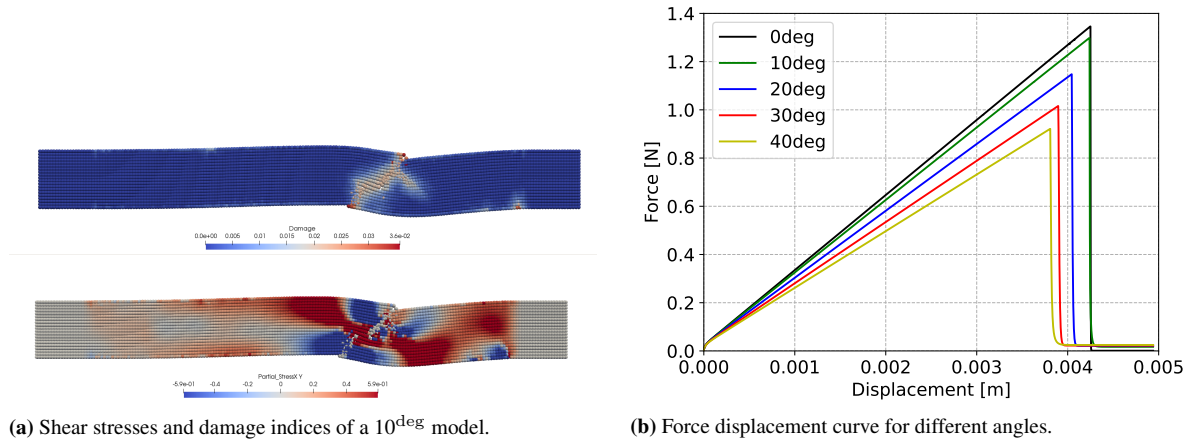 Damage
0.0e+00 0.005 0.01 0.015 0.02 0.025 0.03 3.6e-02
Partial_StressX Y
-5.9e-01 -0.4 -0.2 0 0.2 0.4 5.9e-01
(a) Shear stresses and damage indices of a 10deg model.
1.4
1.2
1.0
0.8
0.6
0.4
0.2
0.0
Force [N]
0deg
10deg
20deg
30deg
40deg
0.000 0.001 0.002 0.003 0.004 0.005
Displacement [m]
(b) Force displacement curve for different angles.